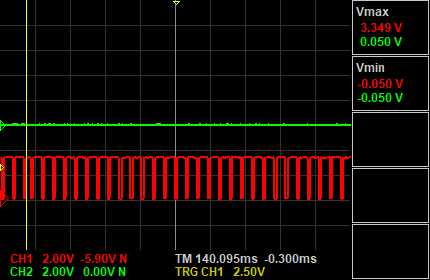 Vmax
3.349 V
0.050 V
Vmin
-0.050 V
-0.050 V
CH1 2.00V -5.90V N
TM 140.095ms -0.300ms
CH2 2.00V 0.00V N
TRG CH1 2.50V